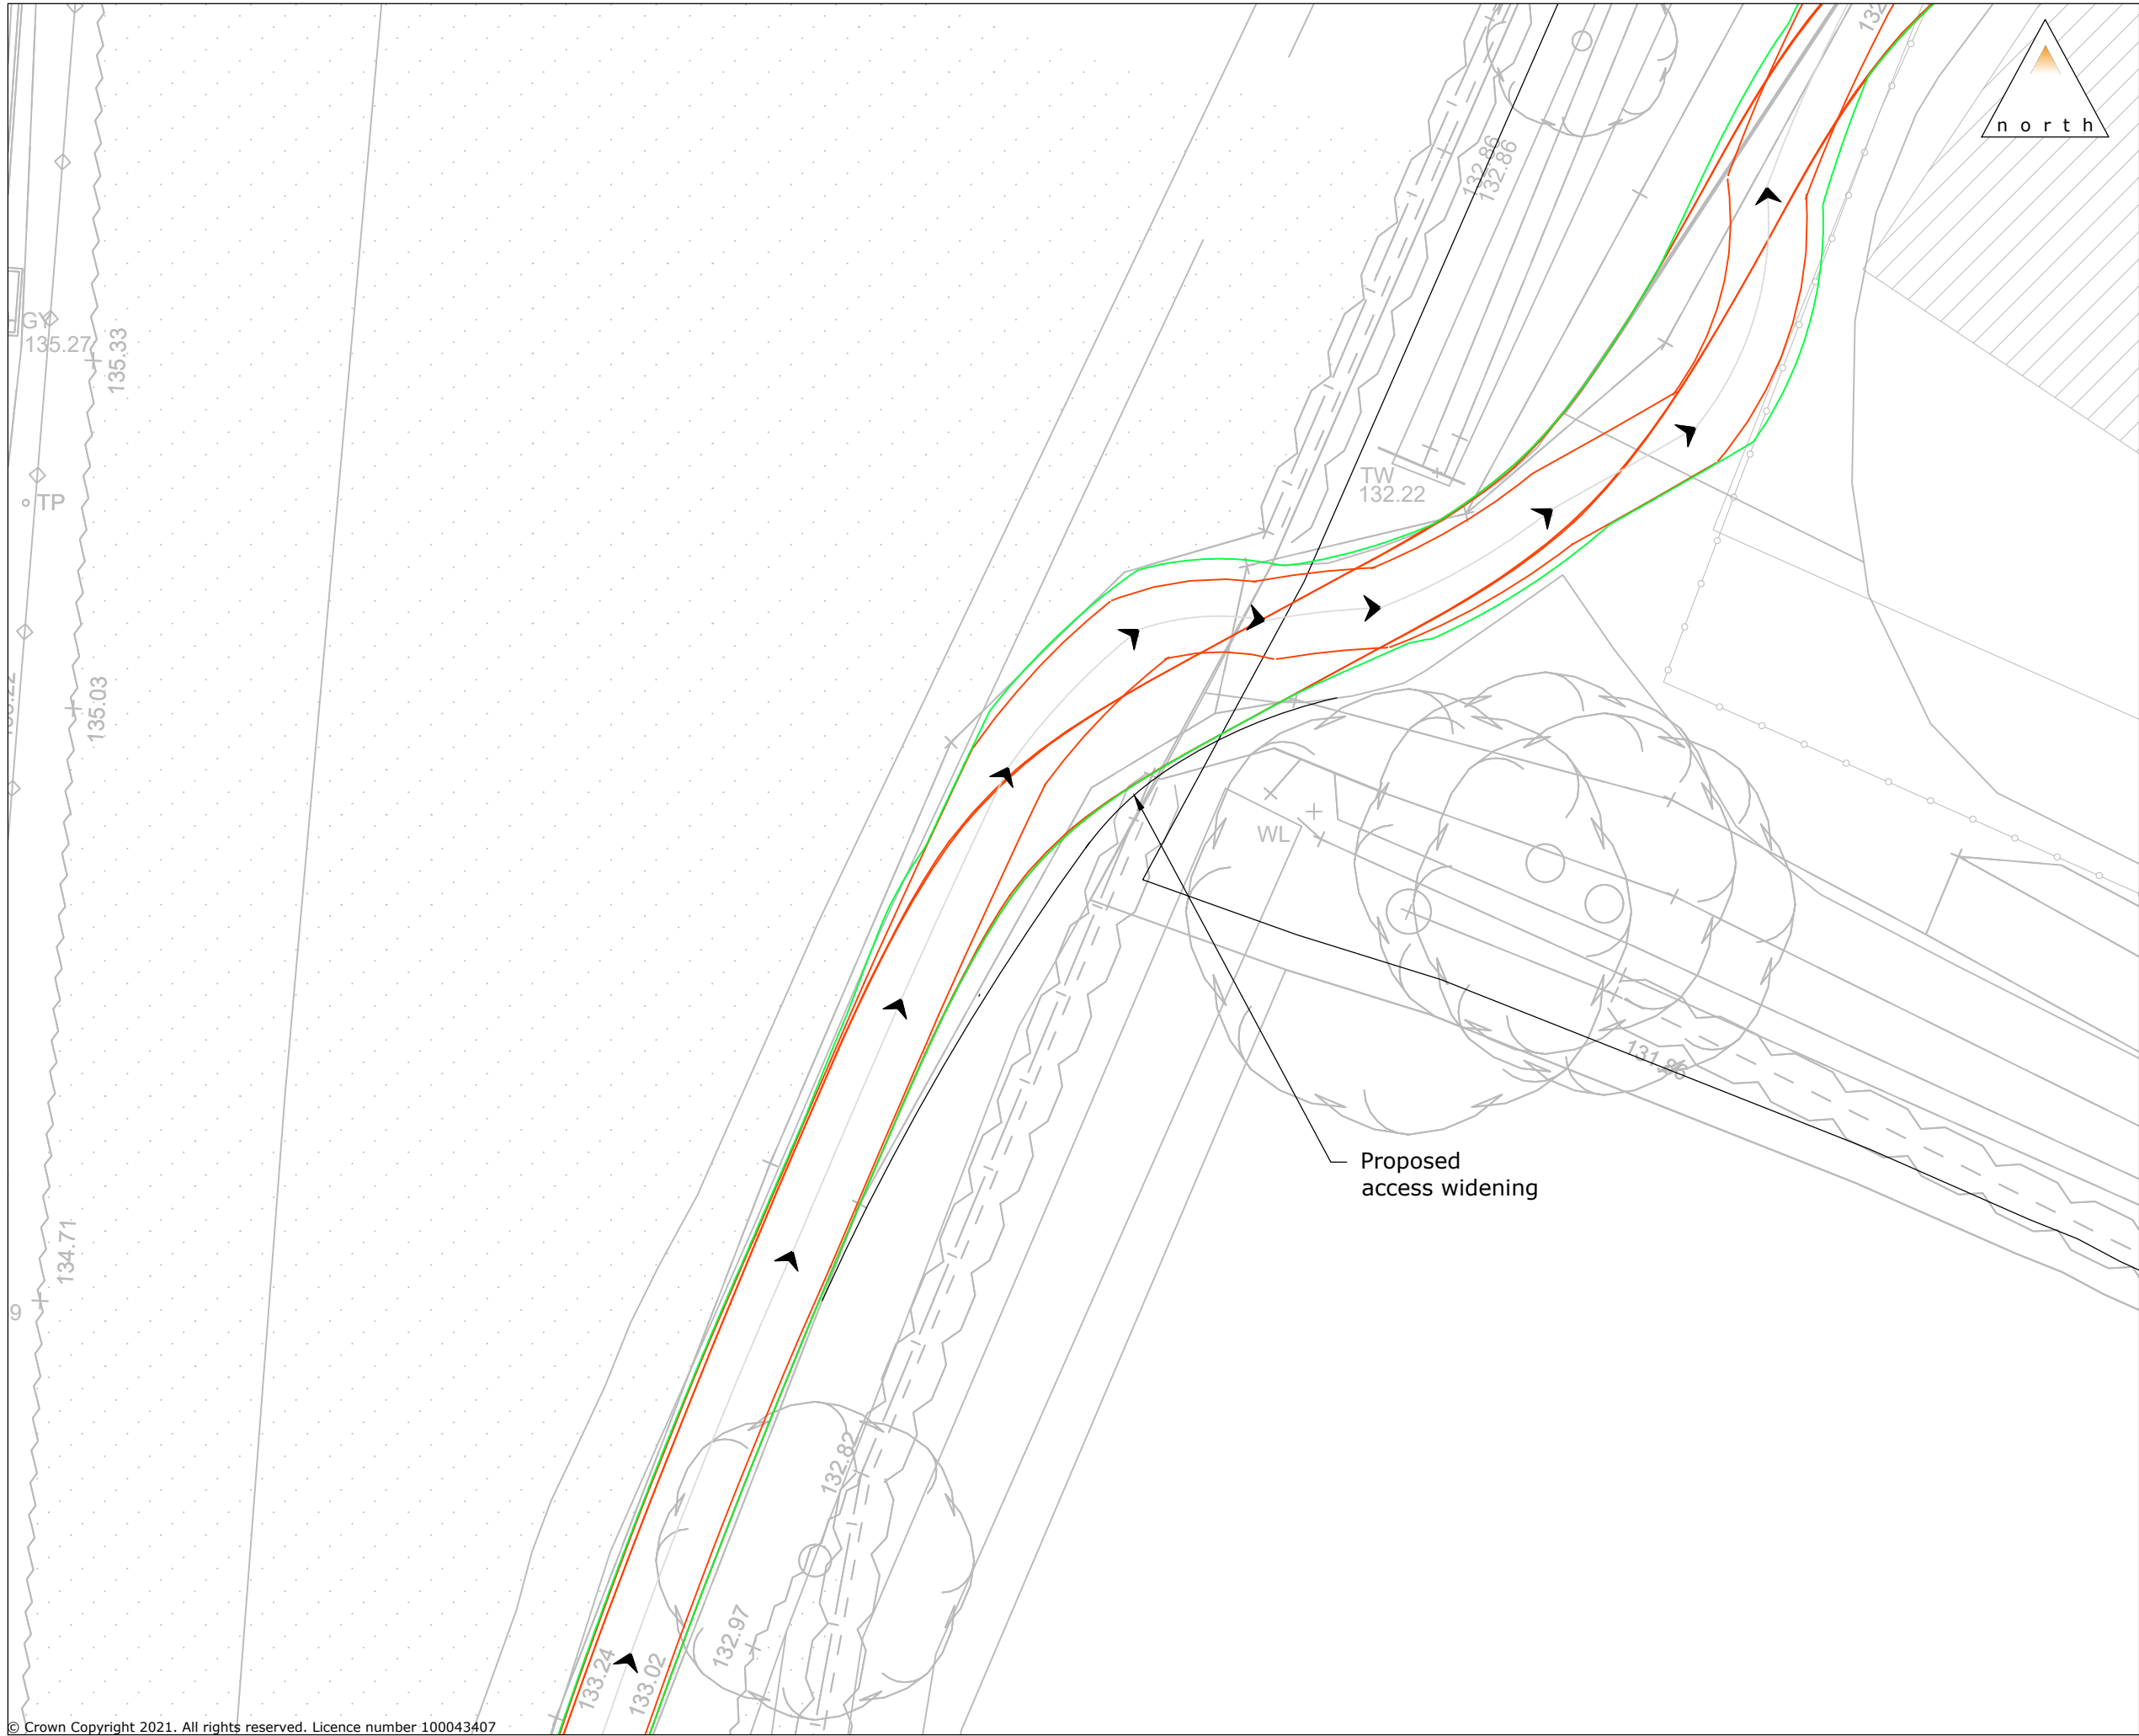 132.86
132.86
north
GY
135.27
135.33
TP
TW
132.22
135.03
WL
131.86
Proposed
access widening
134.71
9
132.82
132.97
133.24
133.02
© Crown Copyright 2021. All rights reserved. Licence number 100043407